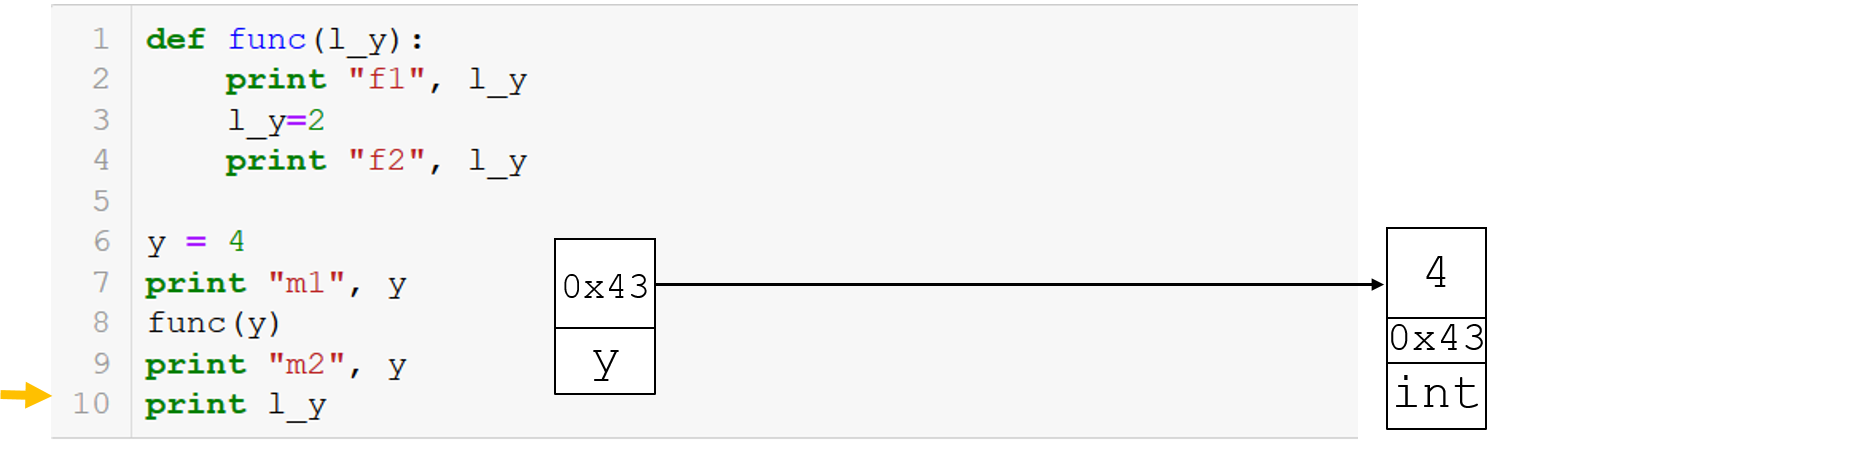 1 def func(l_y):
2     print "f1", l_y
3     l_y=2
4     print "f2", l_y
5
6 y = 4
7 print "m1", y
8 func(y)
9 print "m2", y
10 print l_y
0x43
y
4
0x43
int